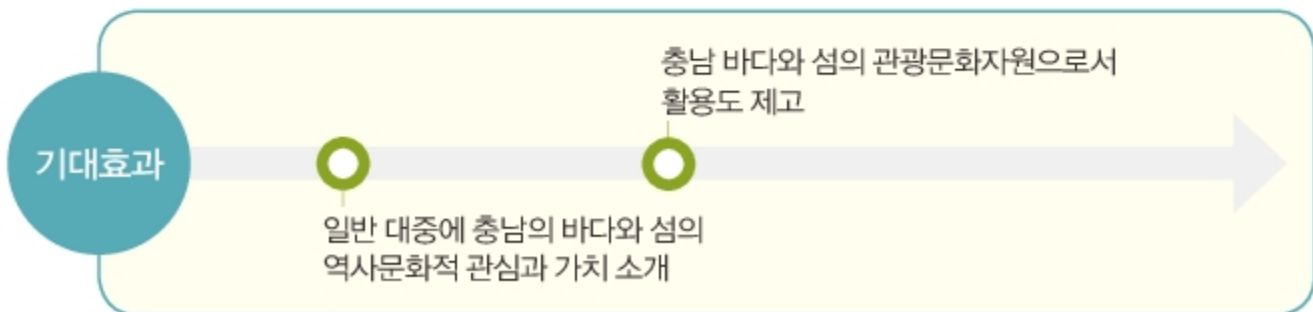 기대효과
일반 대중에 충남의 바다와 섬의
역사문화적 관심과 가치 소개
충남 바다와 섬의 관광문화자원으로서
활용도 제고